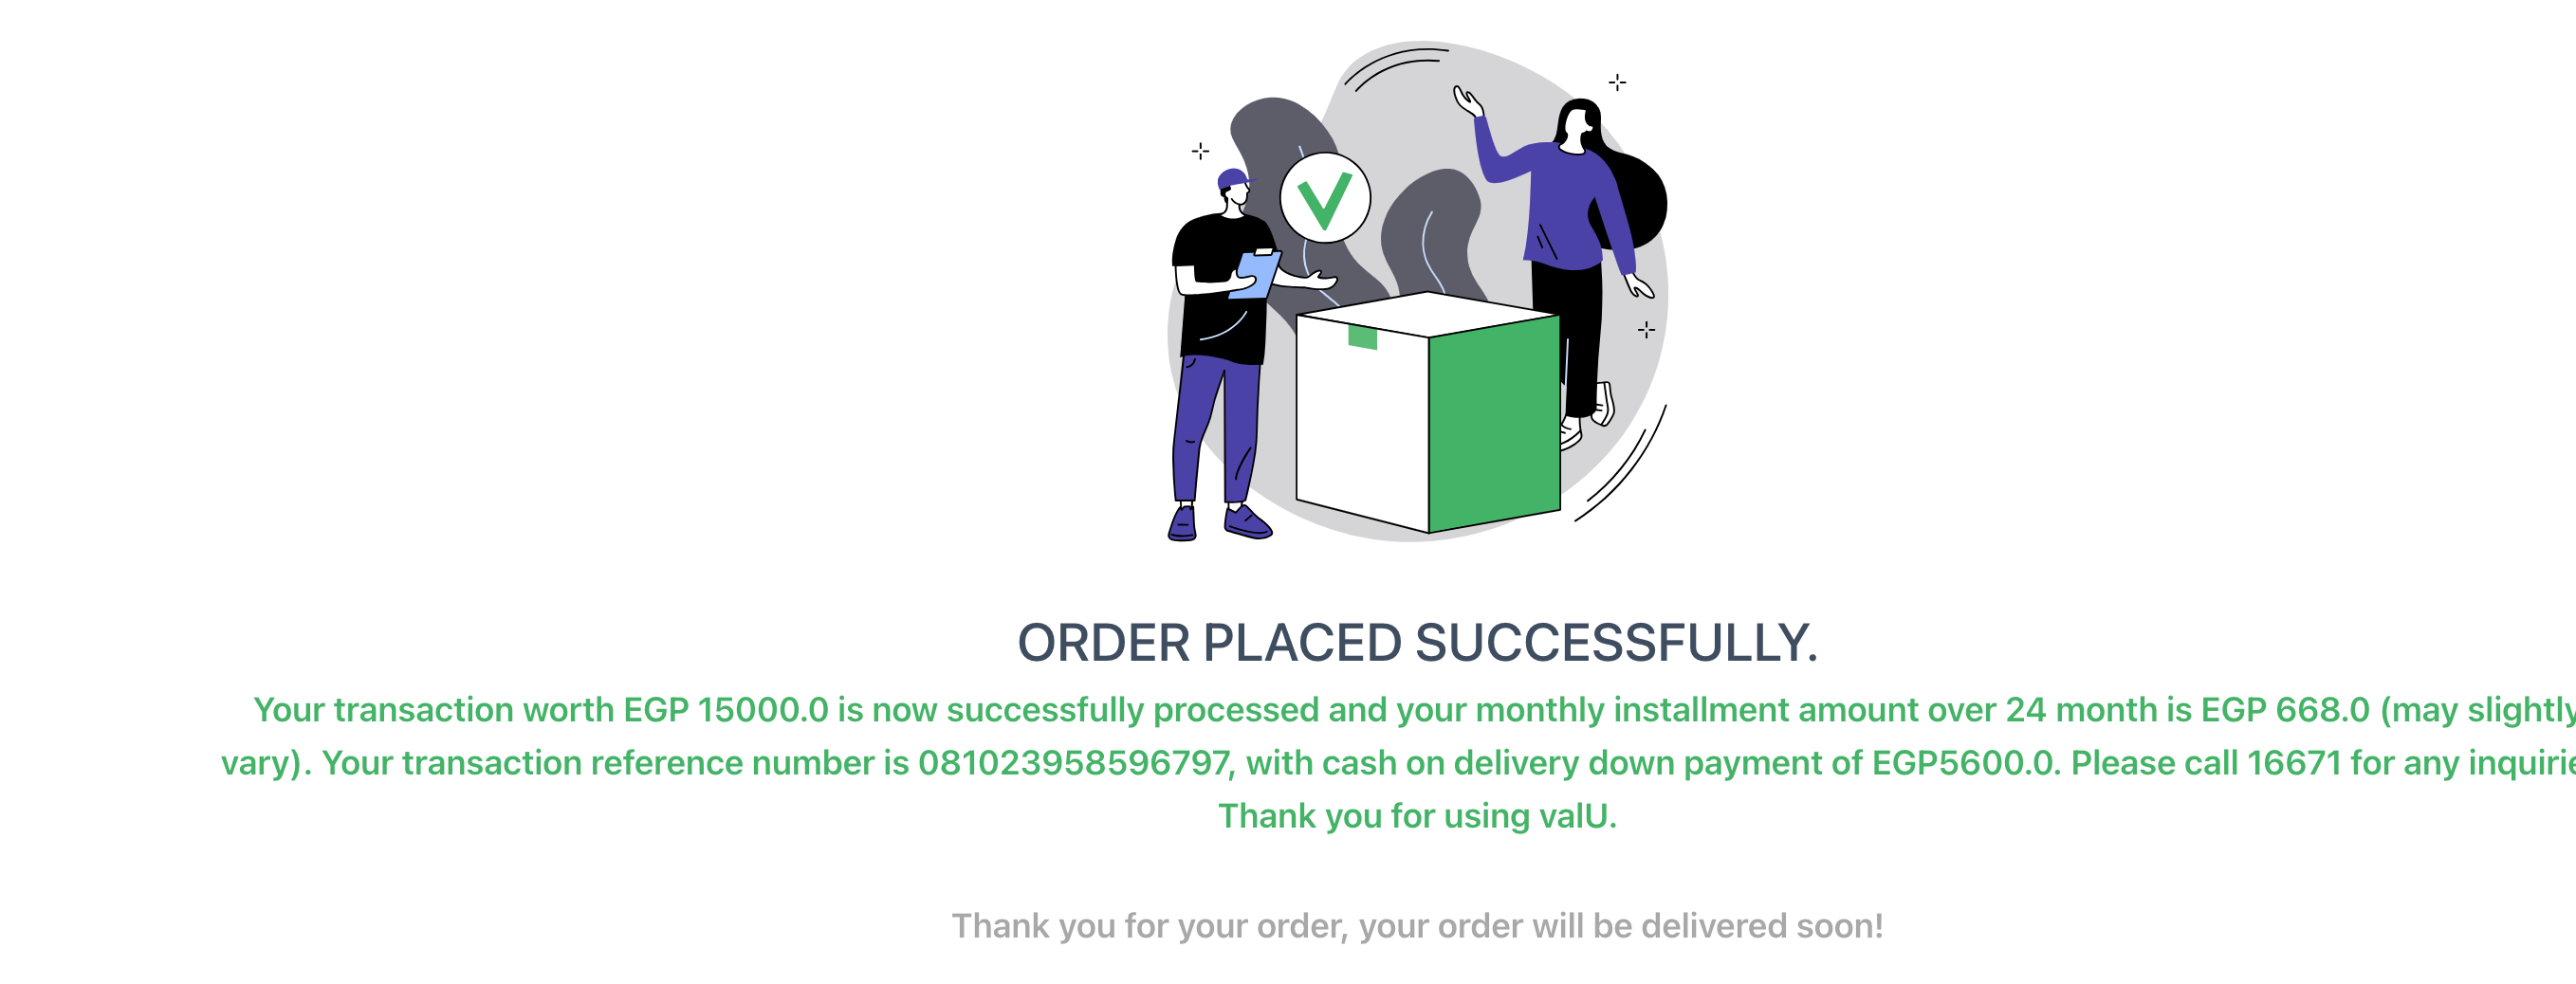 ORDER PLACED SUCCESSFULLY.
Your transaction worth EGP 15000.0 is now successfully processed and your monthly installment amount over 24 month is EGP 668.0 (may slightly
vary). Your transaction reference number is 081023958596797, with cash on delivery down payment of EGP5600.0. Please call 16671 for any
Thank you for using valU.
Thank you for your order, your order will be delivered soon!